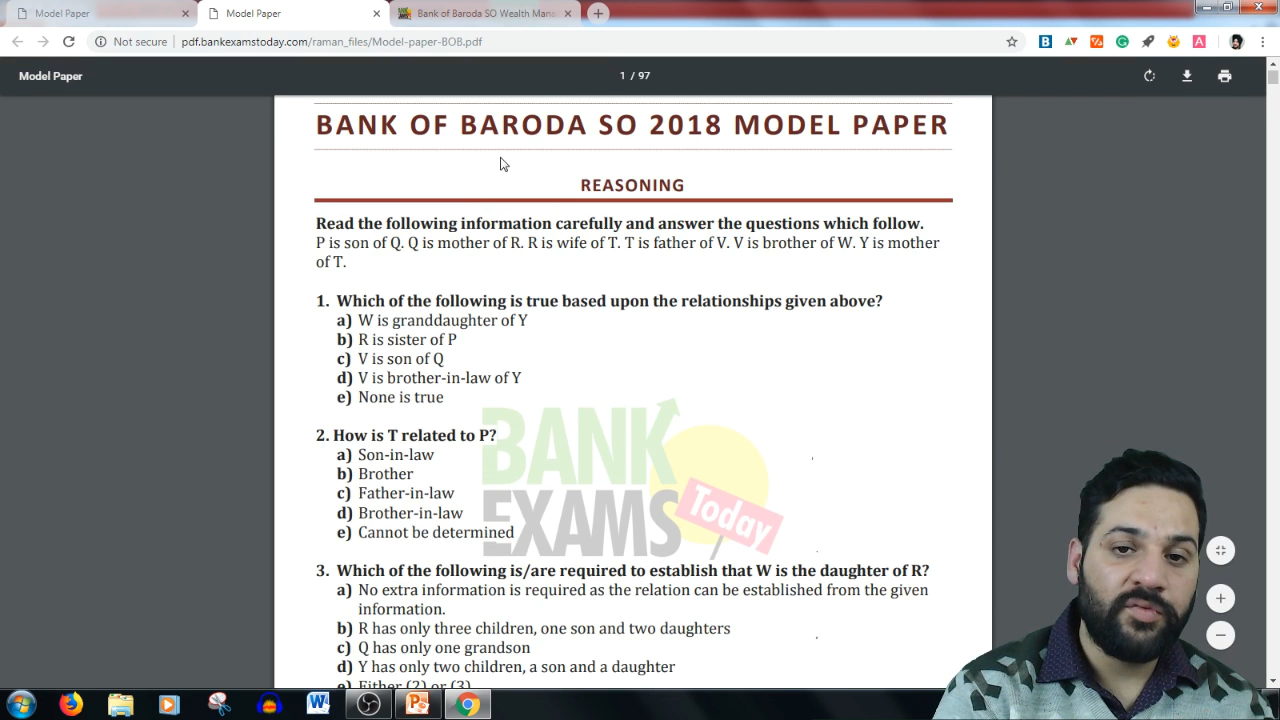 Model Paper
Model Paper
Bank of Baroda SO Wealth Mana
Not secure | pdf.bankexamstoday.com/raman_files/Model-paper-BOB.pdf
Model Paper
1 / 97
BANK OF BARODA SO 2018 MODEL PAPER
REASONING
Read the following information carefully and answer the questions which follow.
P is son of Q. Q is mother of R. R is wife of T. T is father of V. V is brother of W. Y is mother
of T.
1. Which of the following is true based upon the relationships given above?
a) W is granddaughter of Y
b) R is sister of P
c) V is son of Q
d) V is brother-in-law of Y
e) None is true
2. How is T related to P?
a) Son-in-law
b) Brother
c) Father-in-law
d) Brother-in-law
e) Cannot be determined
BANK
EXAMS
Today
3. Which of the following is/are required to establish that W is the daughter of R?
a) No extra information is required as the relation can be established from the given
information.
b) R has only three children, one son and two daughters
c) Q has only one grandson
d) Y has only two children, a son and a daughter
e) Either (2) or (3)